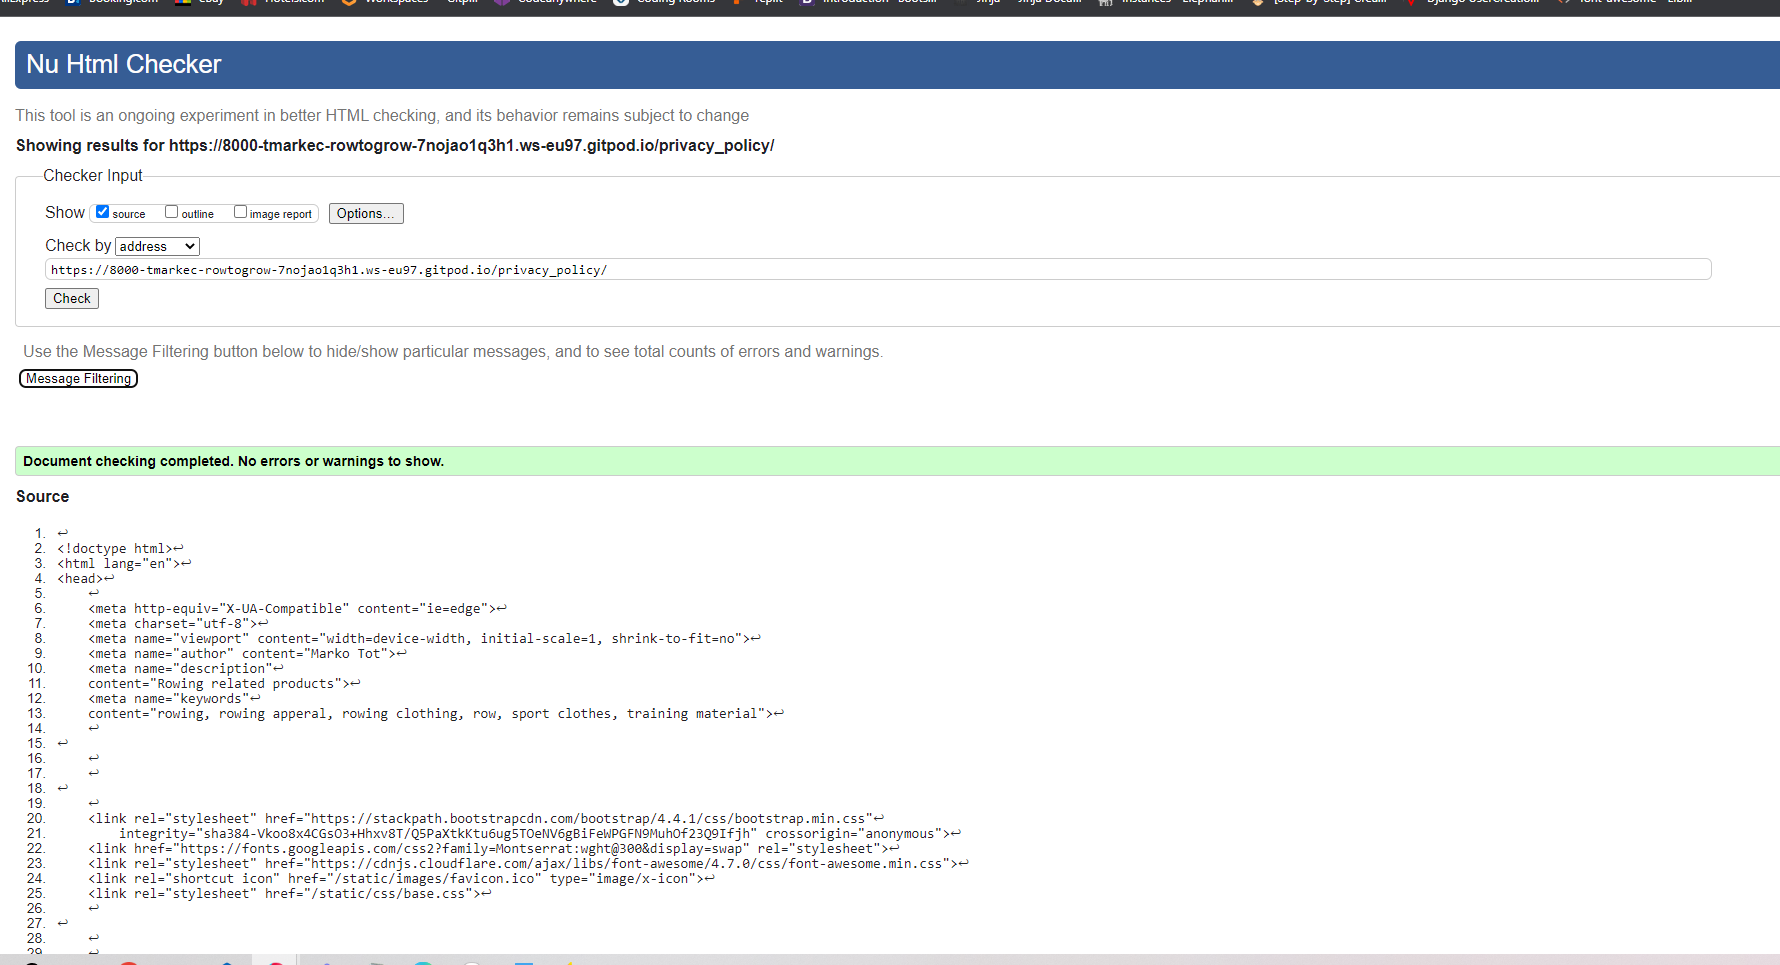 Nu Html Checker
This tool is an ongoing experiment in better HTML checking, and its behavior remains subject to change
Showing results for https://8000-tmarkec-rowtogrow-7nojao1q3h1.ws-eu97.gitpod.io/privacy_policy/
Checker Input
Show source outline image report Options...
Check by address
https://8000-tmarkec-rowtogrow-7nojao1q3h1.ws-eu97.gitpod.io/privacy_policy/
Check
Use the Message Filtering button below to hide/show particular messages, and to see total counts of errors and warnings.
Message Filtering
Document checking completed. No errors or warnings to show.
Source
1. ↩
2. <!doctype html>↩
3. <html lang="en">↩
4. <head>↩
5. ↩
6. <meta http-equiv="X-UA-Compatible" content="ie=edge">↩
7. <meta charset="utf-8">↩
8. <meta name="viewport" content="width=device-width, initial-scale=1, shrink-to-fit=no">↩
9. <meta name="author" content="Marko Tot">↩
10. <meta name="description"↩
11. content="Rowing related products">↩
12. <meta name="keywords"↩
13. content="rowing, rowing apperal, rowing clothing, row, sport clothes, training material">↩
14. ↩
15. ↩
16. ↩
17. ↩
18. ↩
19. ↩
20. <link rel="stylesheet" href="https://stackpath.bootstrapcdn.com/bootstrap/4.4.1/css/bootstrap.min.css"↩
21. integrity="sha384-Vkoo8x4CGsO3+Hhxv8T/Q5PaXtkKtu6ug5TOeNV6gBiFeWPGFN9MuhOf23Q9Ifjh" crossorigin="anonymous">↩
22. <link href="https://fonts.googleapis.com/css2?family=Montserrat:wght@300&display=swap" rel="stylesheet">↩
23. <link rel="stylesheet" href="https://cdnjs.cloudflare.com/ajax/libs/font-awesome/4.7.0/css/font-awesome.min.css">↩
24. <link rel="shortcut icon" href="/static/images/favicon.ico" type="image/x-icon">↩
25. <link rel="stylesheet" href="/static/css/base.css">↩
26. ↩
27. ↩
28. ↩
29. ↩